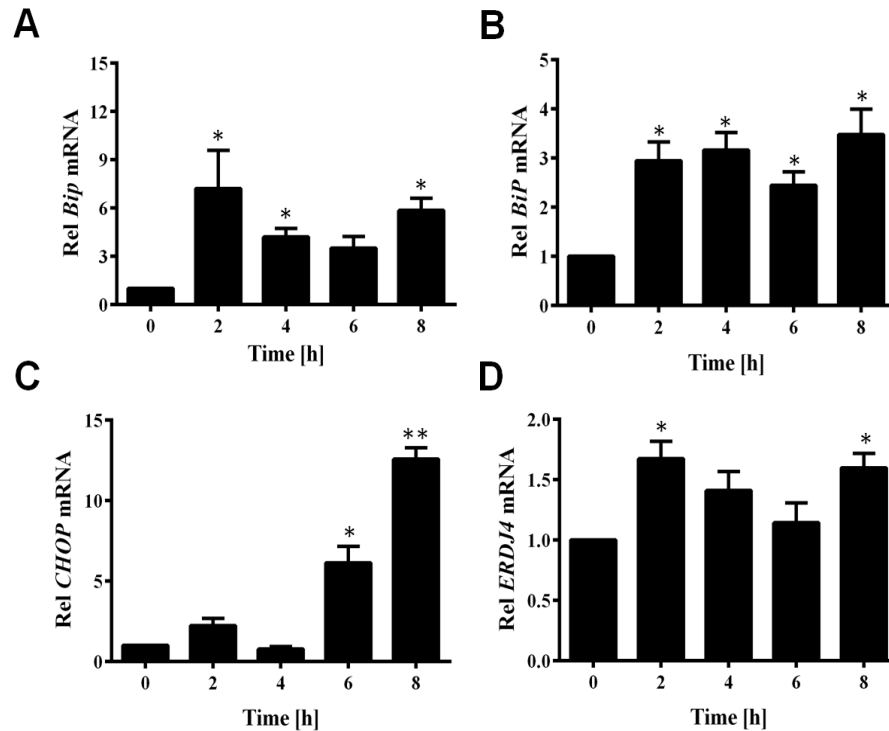 A
Rel Bip mRNA
15
12
9
6
3
0
*
*
*
0 2 4 6 8
Time [h]
B
Rel BiP mRNA
5
4
3
2
1
0
*
*
*
*
0 2 4 6 8
Time [h]
C
Rel CHOP mRNA
15
10
5
0
*
**
0 2 4 6 8
Time [h]
D
Rel ERDJ4 mRNA
2.0
1.5
1.0
0.5
0.0
*
*
0 2 4 6 8
Time [h]